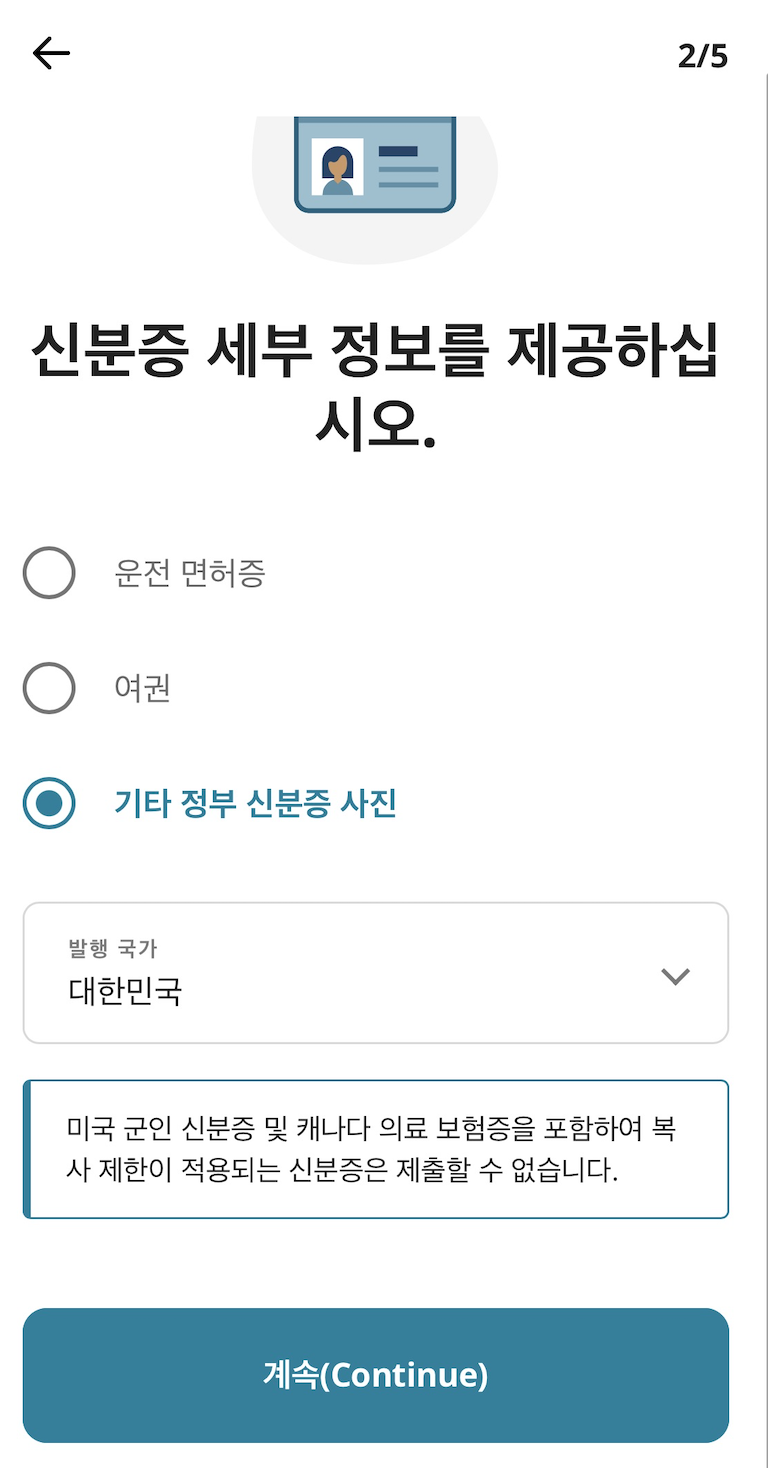 2/5
신분증 세부 정보를 제공하십
시오.
운전 면허증
여권
기타 정부 신분증 사진
발행 국가
대한민국
미국 군인 신분증 및 캐나다 의료 보험증을 포함하여 복
사 제한이 적용되는 신분증은 제출할 수 없습니다.
계속(Continue)